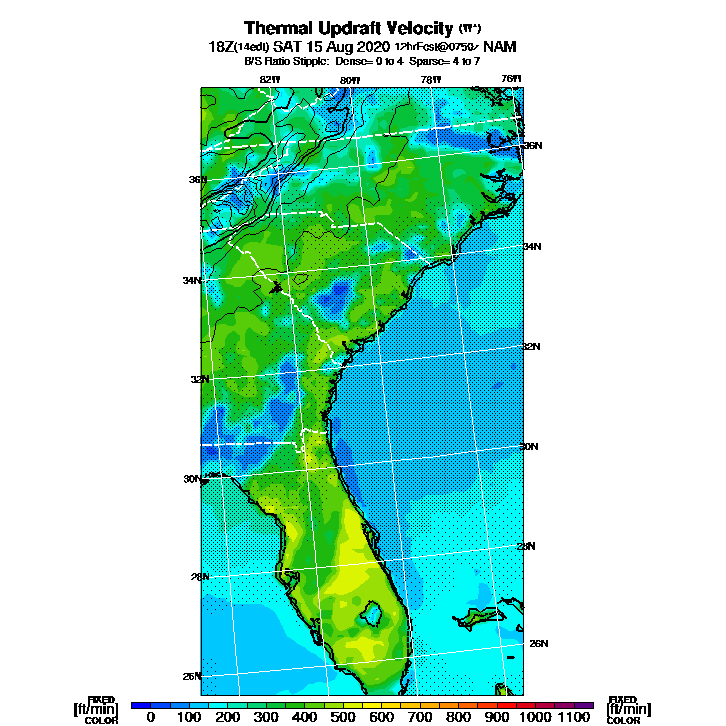 Thermal Updraft Velocity (W*)
18Z(14edt) SAT 15 Aug 2020 12hrFcst@0750z NAM
B/S Ratio Stipple: Dense= 0 to 4 Sparse= 4 to 7
82W 80W 78W 76W
36N
36N
34N
34N
32N
32N
30N
30N
28N
28N
26N
26N
FIXED FIXED
[ft/min] [ft/min]
COLOR COLOR
0 100 200 300 400 500 600 700 800 900 1000 1100